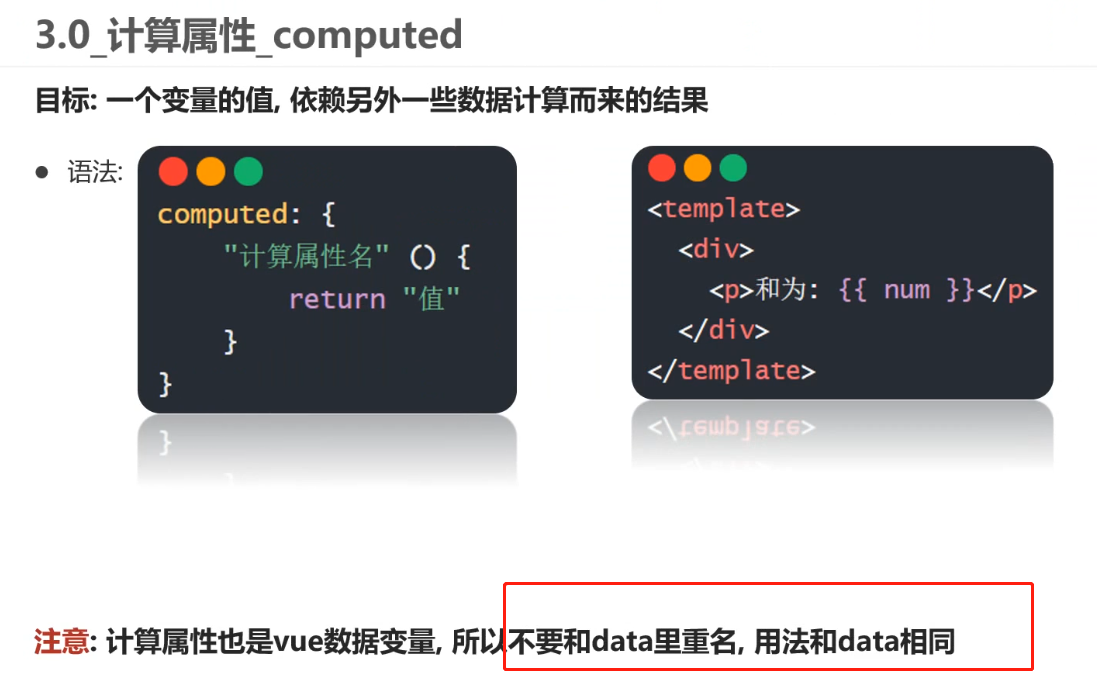 3.0_计算属性_computed
目标: 一个变量的值, 依赖另外一些数据计算而来的结果
● 语法:
computed: {
"计算属性名" () {
return "值"
}
}
<template>
<div>
<p>和为: {{ num }}</p>
</div>
</template>
注意: 计算属性也是vue数据变量, 所以不要和data里重名, 用法和data相同